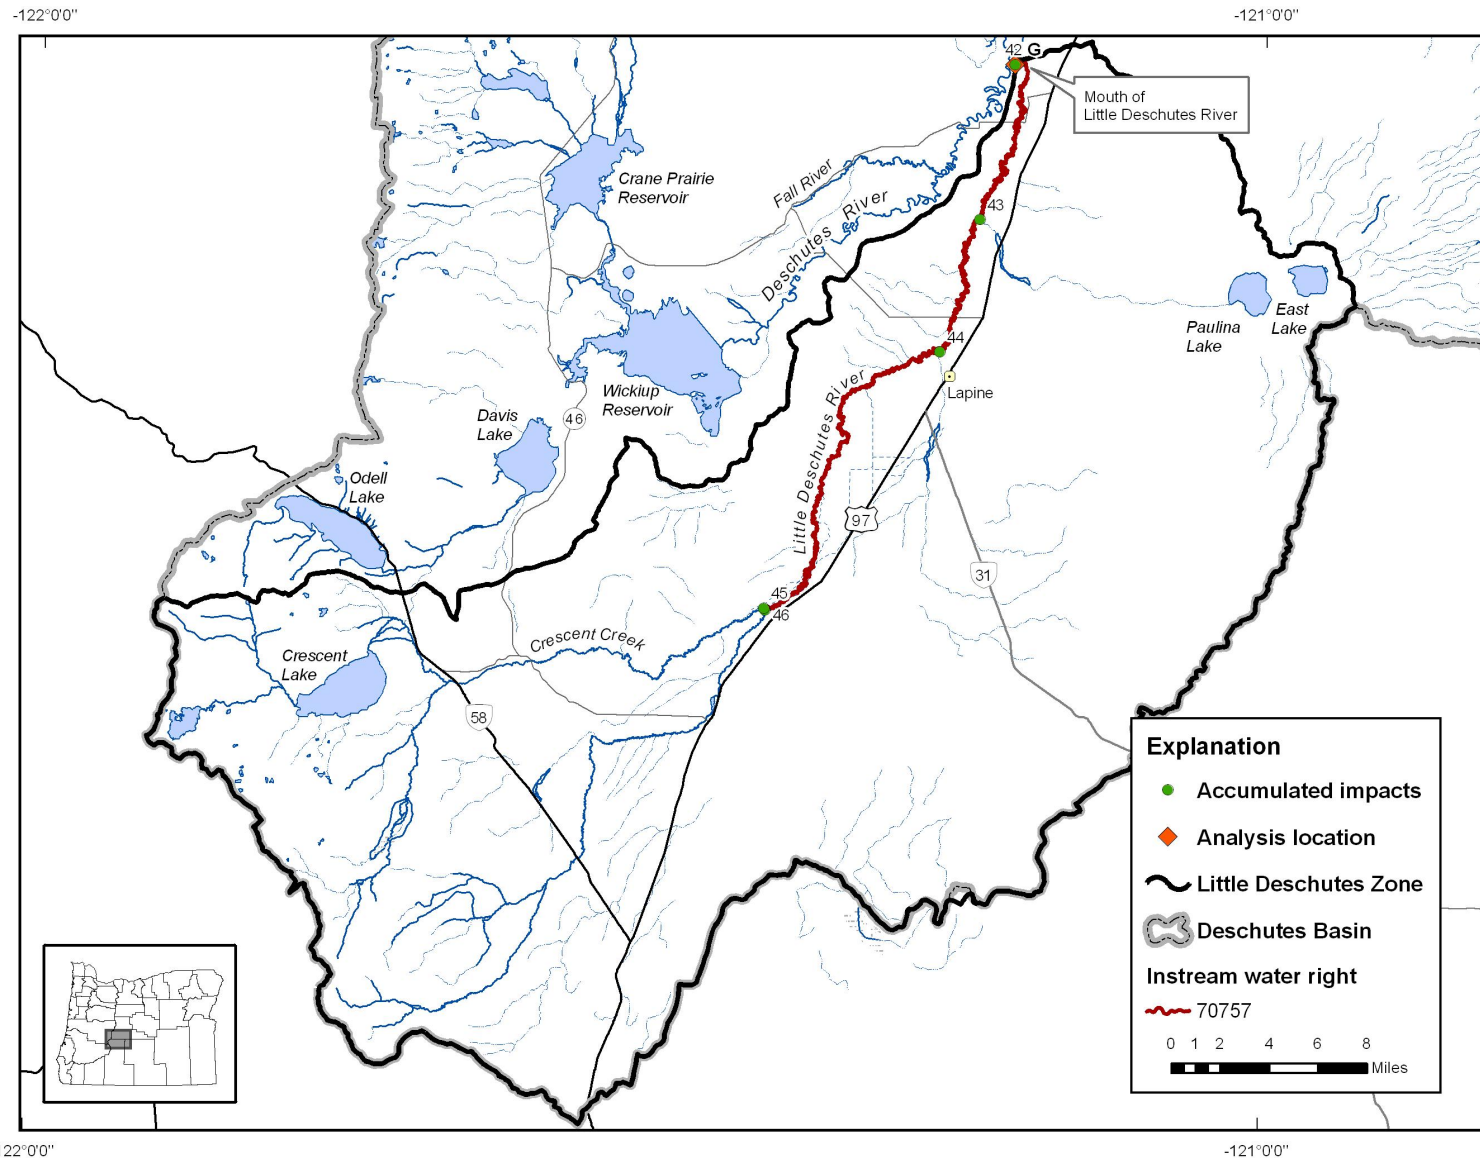 -122°0'0"
-121°0'0"
42 G
Mouth of
Little Deschutes River
Crane Prairie
Reservoir
Fall River
Deschutes River
43
Paulina
Lake
East
Lake
44
Lapine
Wickiup
Reservoir
Davis
Lake
46
Little Deschutes River
Odell
Lake
97
31
45
46
Crescent Creek
Crescent
Lake
58
Explanation
Accumulated impacts
Analysis location
Little Deschutes Zone
Deschutes Basin
Instream water right
70757
0 1 2 4 6 8
Miles
22°0'0"
-121°0'0"